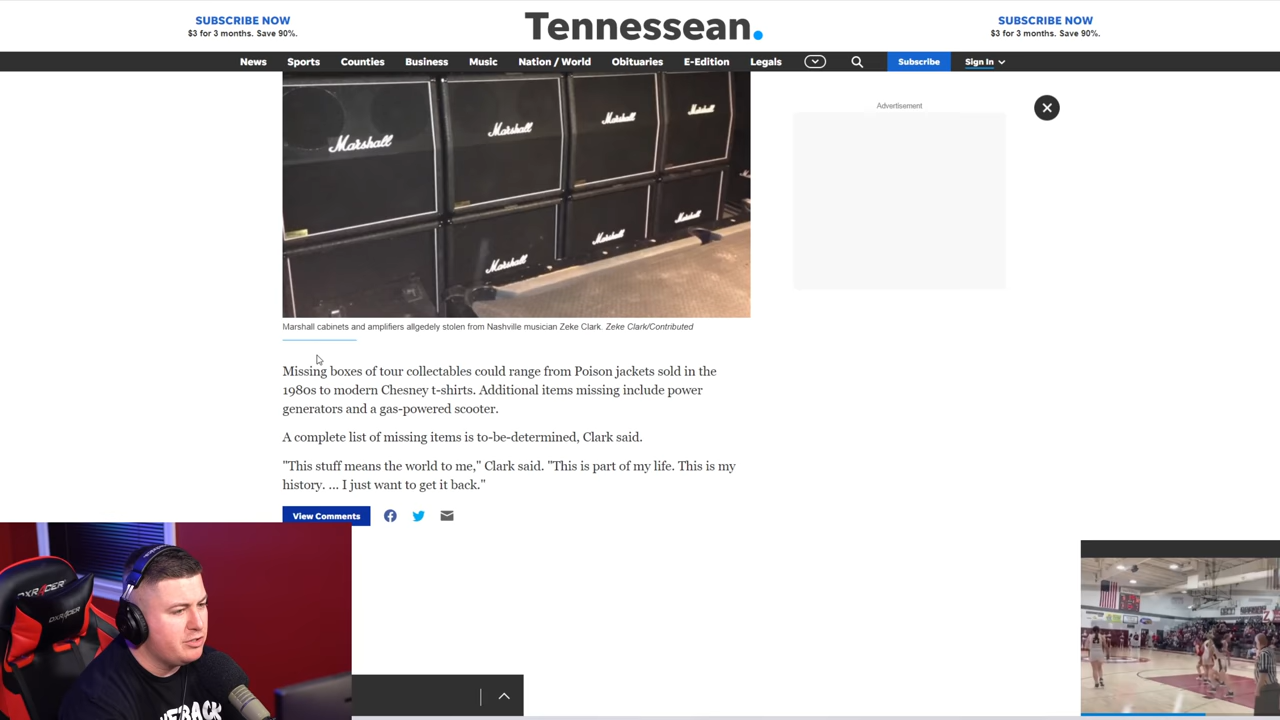 SUBSCRIBE NOW
$3 for 3 months. Save 90%.
Tennessean.
SUBSCRIBE NOW
$3 for 3 months. Save 90%.
News Sports Counties Business Music Nation / World Obituaries E-Edition Legals Subscribe Sign In
Advertisement
Marshall
Marshall
Marshall
Marshall
Marshall
Marshall
Marshall
Marshall cabinets and amplifiers allgedely stolen from Nashville musician Zeke Clark. Zeke Clark/Contributed
Missing boxes of tour collectables could range from Poison jackets sold in the
1980s to modern Chesney t-shirts. Additional items missing include power
generators and a gas-powered scooter.
A complete list of missing items is to-be-determined, Clark said.
"This stuff means the world to me," Clark said. "This is part of my life. This is my
history. ... I just want to get it back."
View Comments
DXRACER
DXRACER